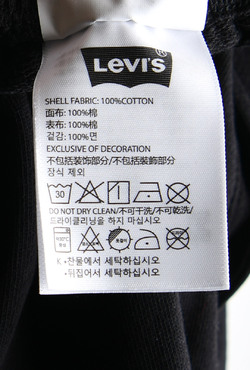 LEVI'S
SHELL FABRIC: 100%COTTON
面布: 100%棉
表布: 100%棉
겉감: 100%면
EXCLUSIVE OF DECORATION
不包括装饰部分/不包括裝飾部分/
장식 제외
30
DO NOT DRY CLEAN/不可干洗/不可乾洗/
드라이클리닝을 하지 마십시오
K •찬물에서 세탁하십시오
•뒤집어 세탁하십시오